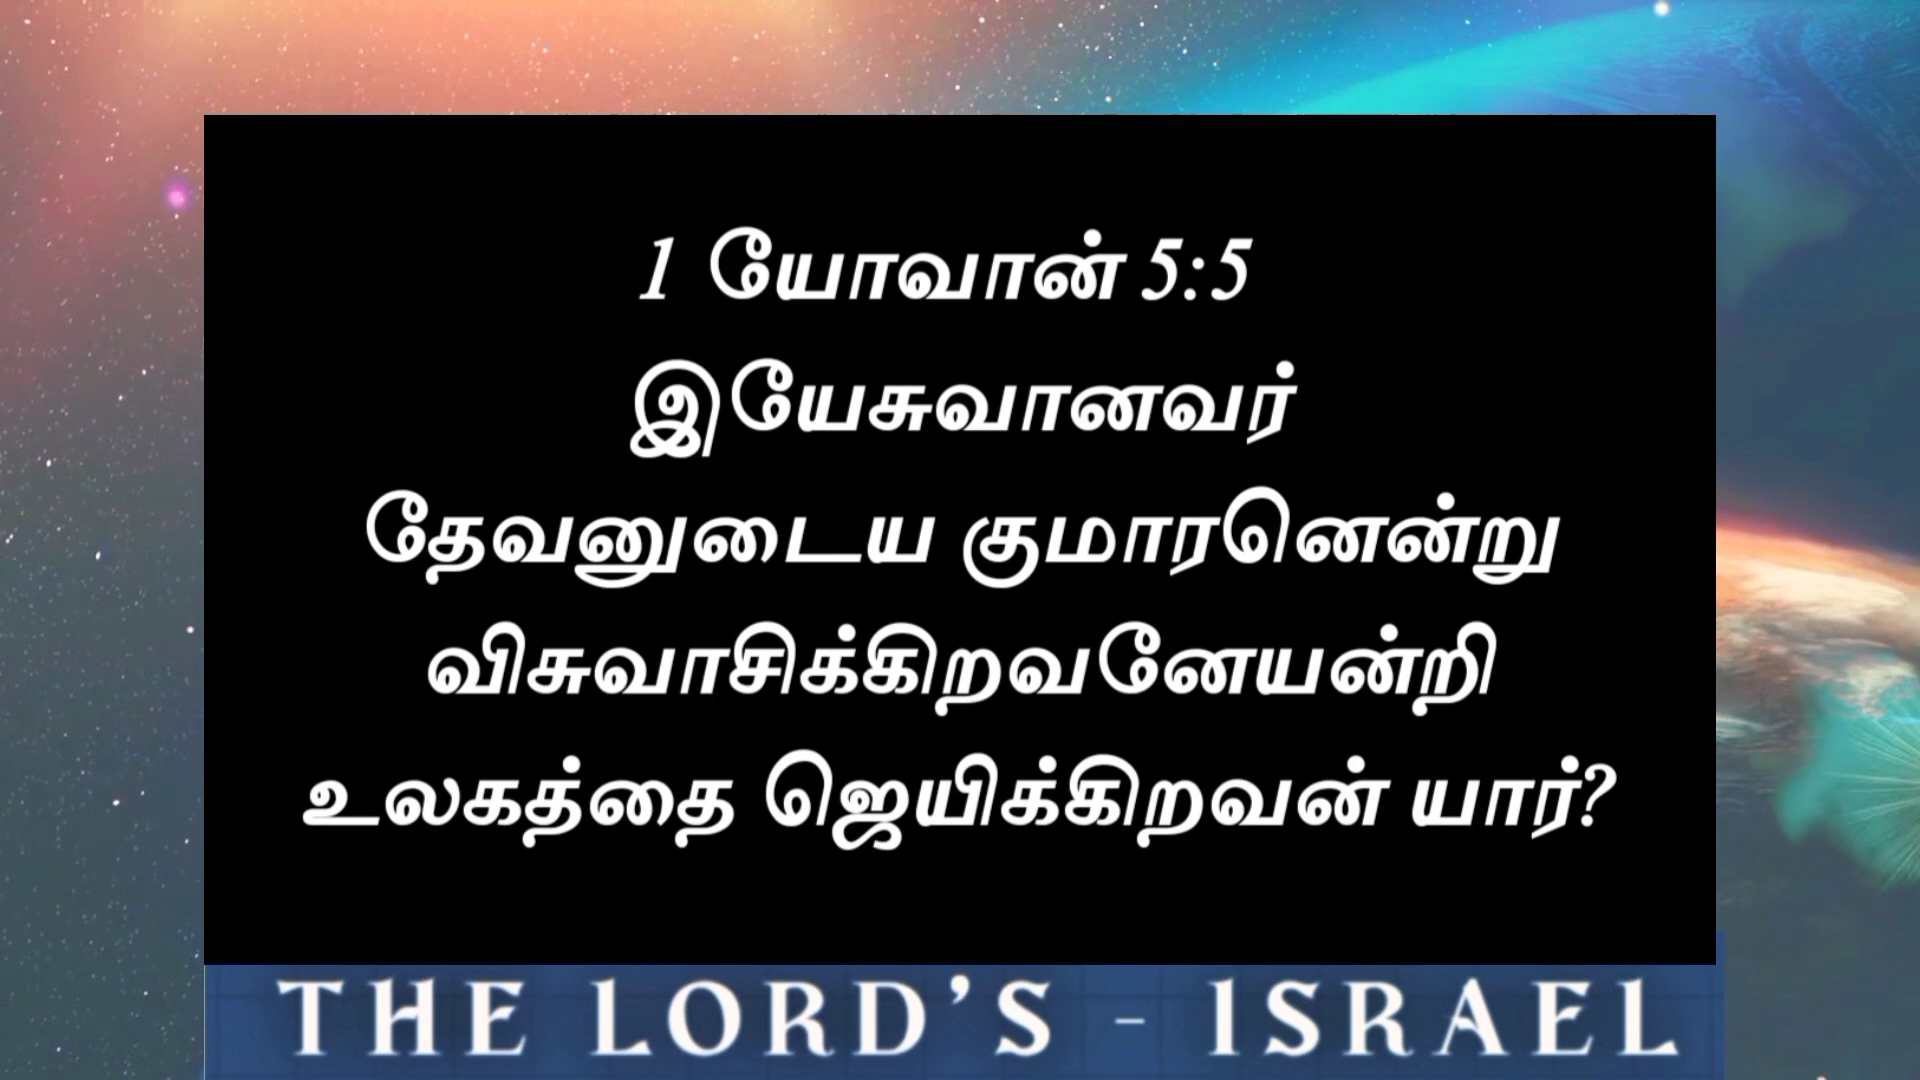 1 யோவான் 5:5
இயேசுவானவர்
தேவனுடைய குமாரனென்று
விசுவாசிக்கிறவனேயன்றி
உலகத்தை ஜெயிக்கிறவன் யார்?
THE LORD'S - ISRAEL